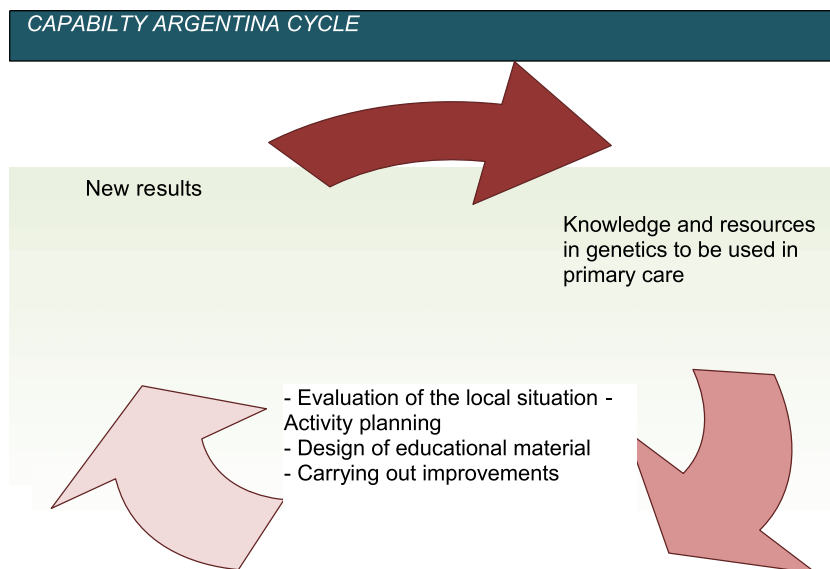 CAPABILTY ARGENTINA CYCLE
New results
Knowledge and resources
in genetics to be used in
primary care
- Evaluation of the local situation -
Activity planning
- Design of educational material
- Carrying out improvements